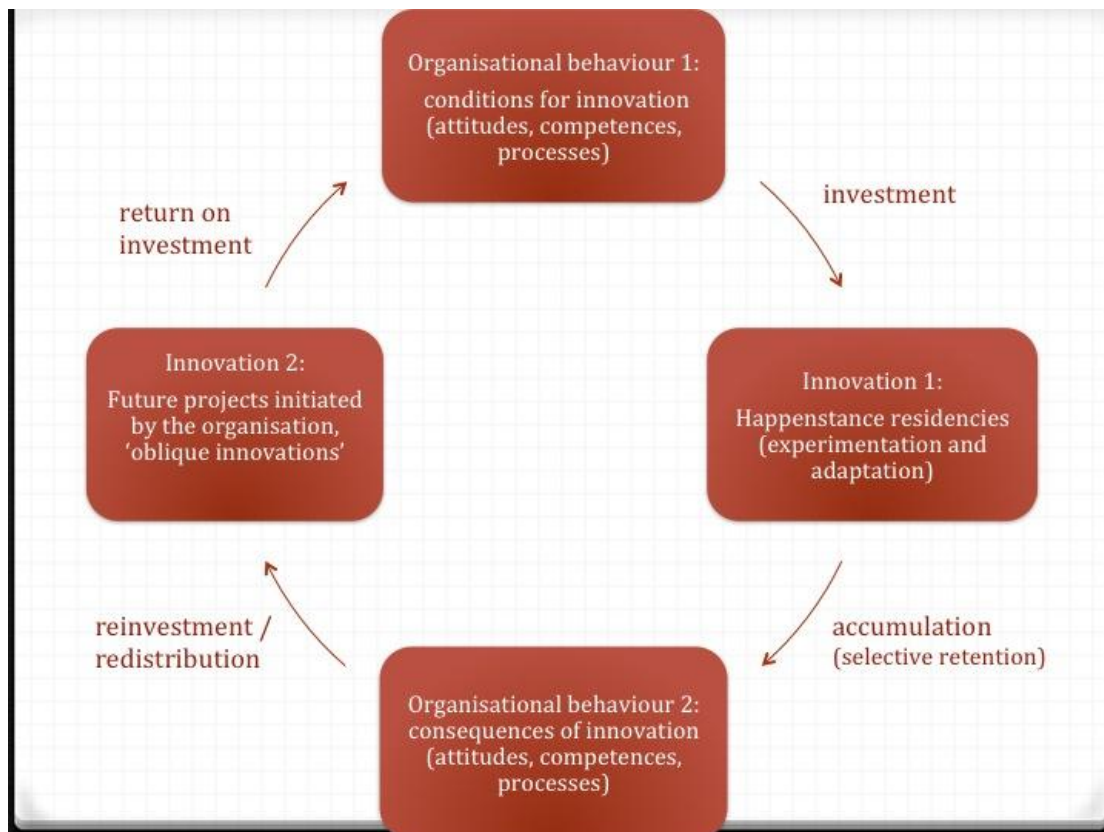 Organisational behaviour 1:
conditions for innovation
(attitudes, competences,
processes)
investment
return on
investment
Innovation 2:
Future projects initiated
by the organisation,
‘oblique innovations’
Innovation 1:
Happenstance residencies
(experimentation and
adaptation)
reinvestment /
redistribution
accumulation
(selective retention)
Organisational behaviour 2:
consequences of innovation
(attitudes, competences,
processes)